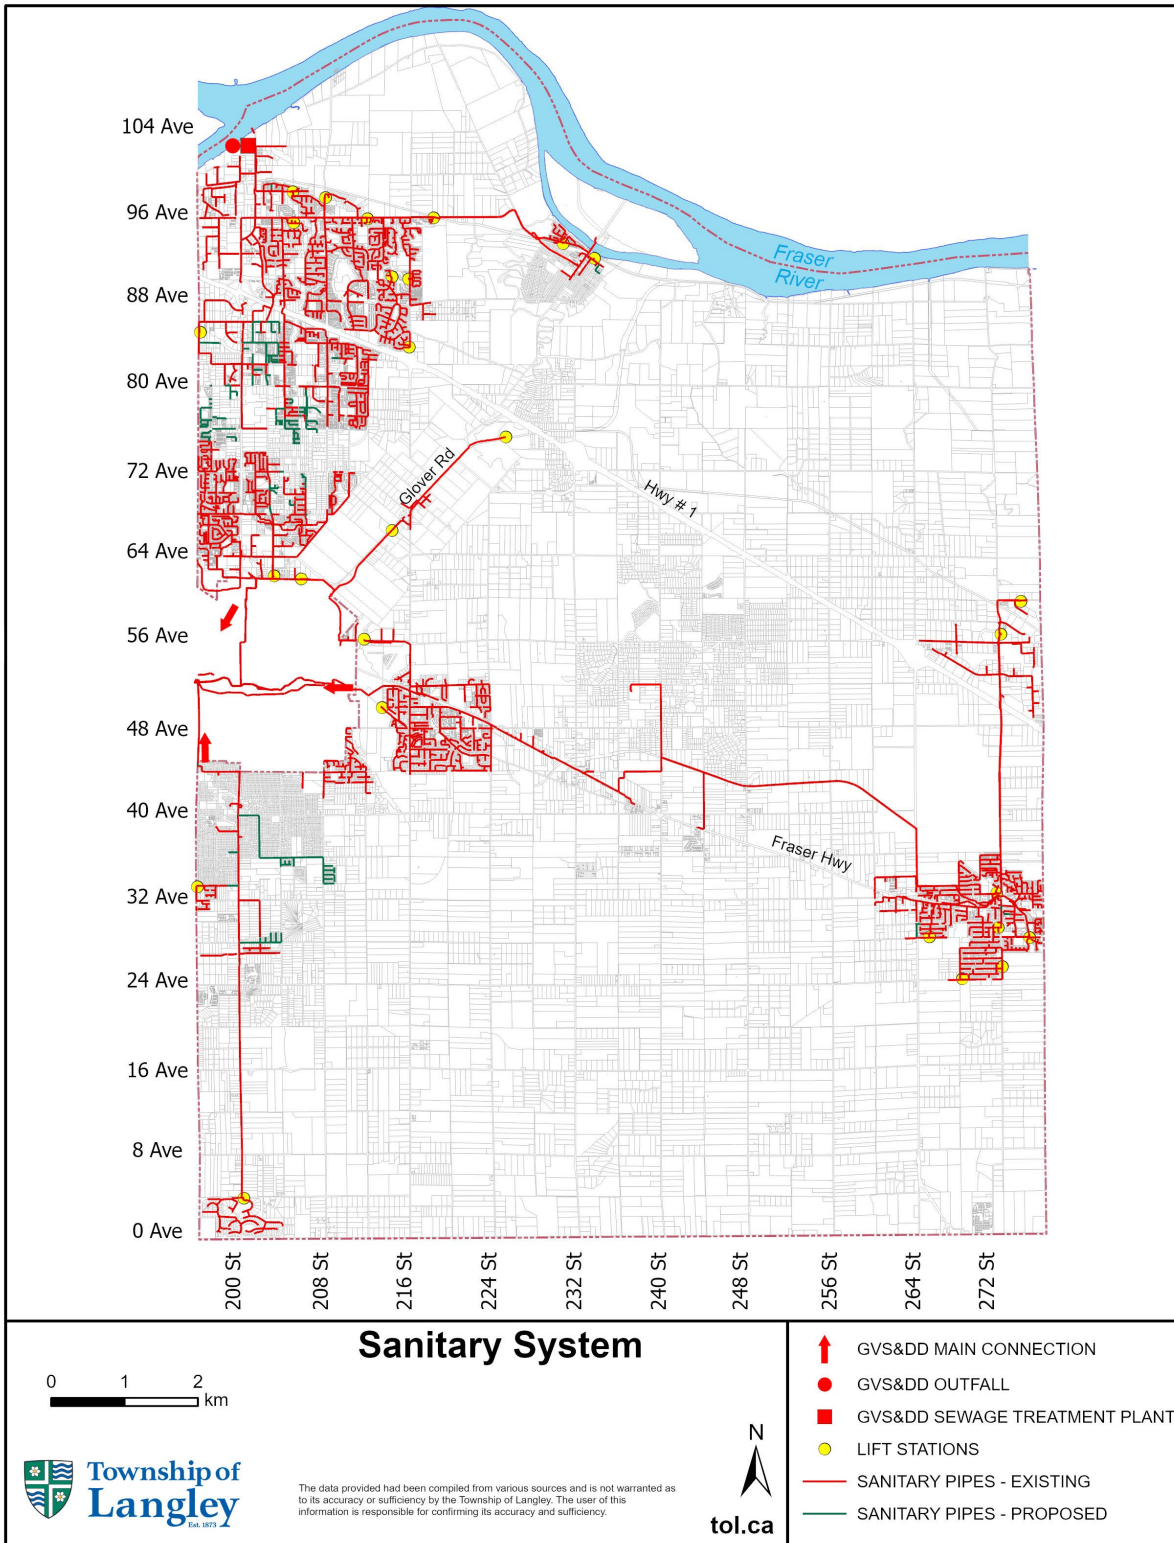 104 Ave
96 Ave
88 Ave
80 Ave
72 Ave
64 Ave
56 Ave
48 Ave
40 Ave
32 Ave
24 Ave
16 Ave
8 Ave
0 Ave
Fraser
River
Glover Rd
Hwy # 1
Fraser Hwy
200 St
208 St
216 St
224 St
232 St
240 St
248 St
256 St
264 St
272 St
Sanitary System
0 1 2
km
Township of
Langley
Est. 1873
The data provided had been compiled from various sources and is not warranted as
to its accuracy or sufficiency by the Township of Langley. The user of this
information is responsible for confirming its accuracy and sufficiency.
N
tol.ca
GVS&DD MAIN CONNECTION
GVS&DD OUTFALL
GVS&DD SEWAGE TREATMENT PLANT
LIFT STATIONS
SANITARY PIPES - EXISTING
SANITARY PIPES - PROPOSED